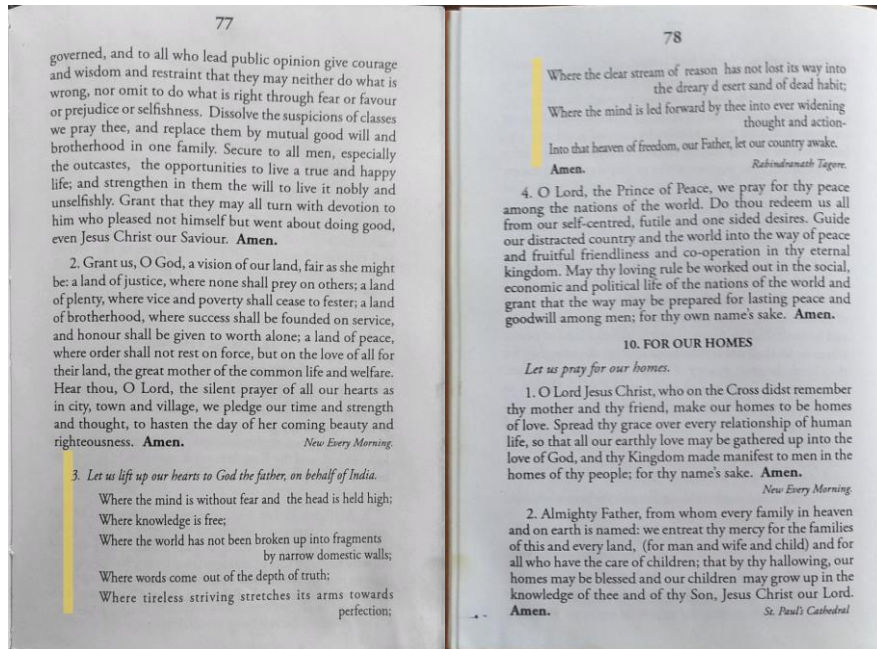 77
governed, and to all who lead public opinion give courage
and wisdom and restraint that they may neither do what is
wrong, nor omit to do what is right through fear or favour
or prejudice or selfishness. Dissolve the suspicions of classes
we pray thee, and replace them by mutual good will and
brotherhood in one family. Secure to all men, especially
the outcastes, the opportunities to live a true and happy
life; and strengthen in them the will to live it nobly and
unselfishly. Grant that they may all turn with devotion to
him who pleased not himself but went about doing good,
even Jesus Christ our Saviour. Amen.
2. Grant us, O God, a vision of our land, fair as she might
be: a land of justice, where none shall prey on others; a land
of plenty, where vice and poverty shall cease to fester; a land
of brotherhood, where success shall be founded on service,
and honour shall be given to worth alone; a land of peace,
where order shall not rest on force, but on the love of all for
their land, the great mother of the common life and welfare.
Hear thou, O Lord, the silent prayer of all our hearts as
in city, town and village, we pledge our time and strength
and thought, to hasten the day of her coming beauty and
righteousness. Amen. New Every Morning.
3. Let us lift up our hearts to God the father, on behalf of India.
Where the mind is without fear and the head is held high;
Where knowledge is free;
Where the world has not been broken up into fragments
by narrow domestic walls;
Where words come out of the depth of truth;
Where tireless striving stretches its arms towards
perfection;
78
Where the clear stream of reason has not lost its way into
the dreary d esert sand of dead habit;
Where the mind is led forward by thee into ever widening
thought and action-
Into that heaven of freedom, our Father, let our country awake.
Amen. Rabindranath Tagore.
4. O Lord, the Prince of Peace, we pray for thy peace
among the nations of the world. Do thou redeem us all
from our self-centred, futile and one sided desires. Guide
our distracted country and the world into the way of peace
and fruitful friendliness and co-operation in thy eternal
kingdom. May thy loving rule be worked out in the social,
economic and political life of the nations of the world and
grant that the way may be prepared for lasting peace and
goodwill among men; for thy own name's sake. Amen.
10. FOR OUR HOMES
Let us pray for our homes.
1. O Lord Jesus Christ, who on the Cross didst remember
thy mother and thy friend, make our homes to be homes
of love. Spread thy grace over every relationship of human
life, so that all our earthly love may be gathered up into the
love of God, and thy Kingdom made manifest to men in the
homes of thy people; for thy name's sake. Amen.
New Every Morning.
2. Almighty Father, from whom every family in heaven
and on earth is named: we entreat thy mercy for the families
of this and every land, (for man and wife and child) and for
all who have the care of children; that by thy hallowing, our
homes may be blessed and our children may grow up in the
knowledge of thee and of thy Son, Jesus Christ our Lord.
Amen. St. Paul's Cathedral